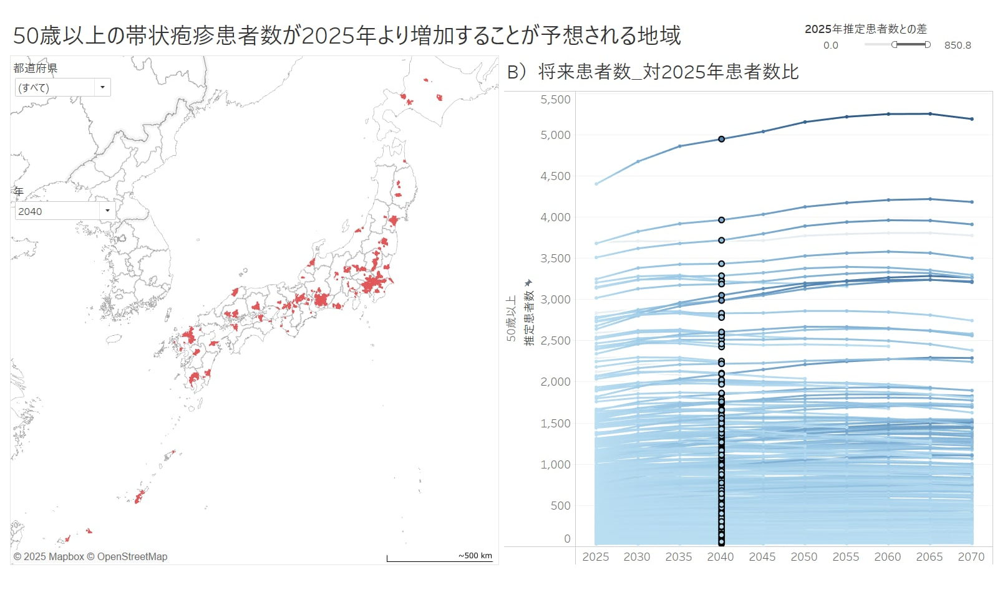 50歳以上の帯状疱疹患者数が2025年より増加することが予想される地域
2025年推定患者数との差
0.0 850.8
都道府県
(すべて)
年
2040
© 2025 Mapbox © OpenStreetMap
~500 km
B）将来患者数_対2025年患者数比
50歳以上
推定患者数
5,500
5,000
4,500
4,000
3,500
3,000
2,500
2,000
1,500
1,000
500
0
2025 2030 2035 2040 2045 2050 2055 2060 2065 2070